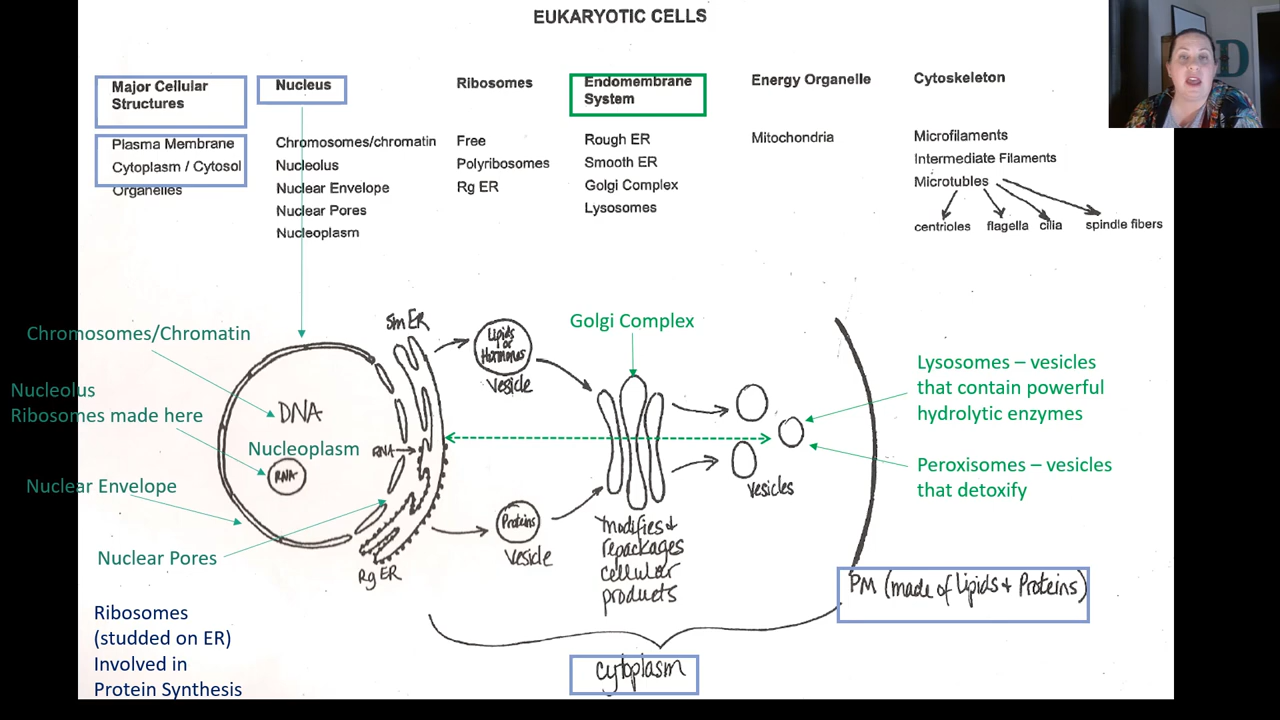 EUKARYOTIC CELLS
Major Cellular
Structures
Plasma Membrane
Cytoplasm / Cytosol
Organelles
Nucleus
Chromosomes/chromatin
Nucleolus
Nuclear Envelope
Nuclear Pores
Nucleoplasm
Ribosomes
Free
Polyribosomes
Rg ER
Endomembrane
System
Rough ER
Smooth ER
Golgi Complex
Lysosomes
Energy Organelle
Mitochondria
Cytoskeleton
Microfilaments
Intermediate Filaments
Microtubles
centrioles flagella cilia spindle fibers
D
Chromosomes/Chromatin
Nucleolus
Ribosomes made here
Nuclear Envelope
Nuclear Pores
Ribosomes
(studded on ER)
Involved in
Protein Synthesis
DNA
Nucleoplasm
RNA
RNA
Sm ER
Rg ER
Lipids
or
Hormones
Vesicle
Proteins
Vesicle
Golgi Complex
Modifies +
repackages
cellular
products
Vesicles
Lysosomes – vesicles
that contain powerful
hydrolytic enzymes
Peroxisomes – vesicles
that detoxify
PM (made of Lipids + Proteins)
Cytoplasm